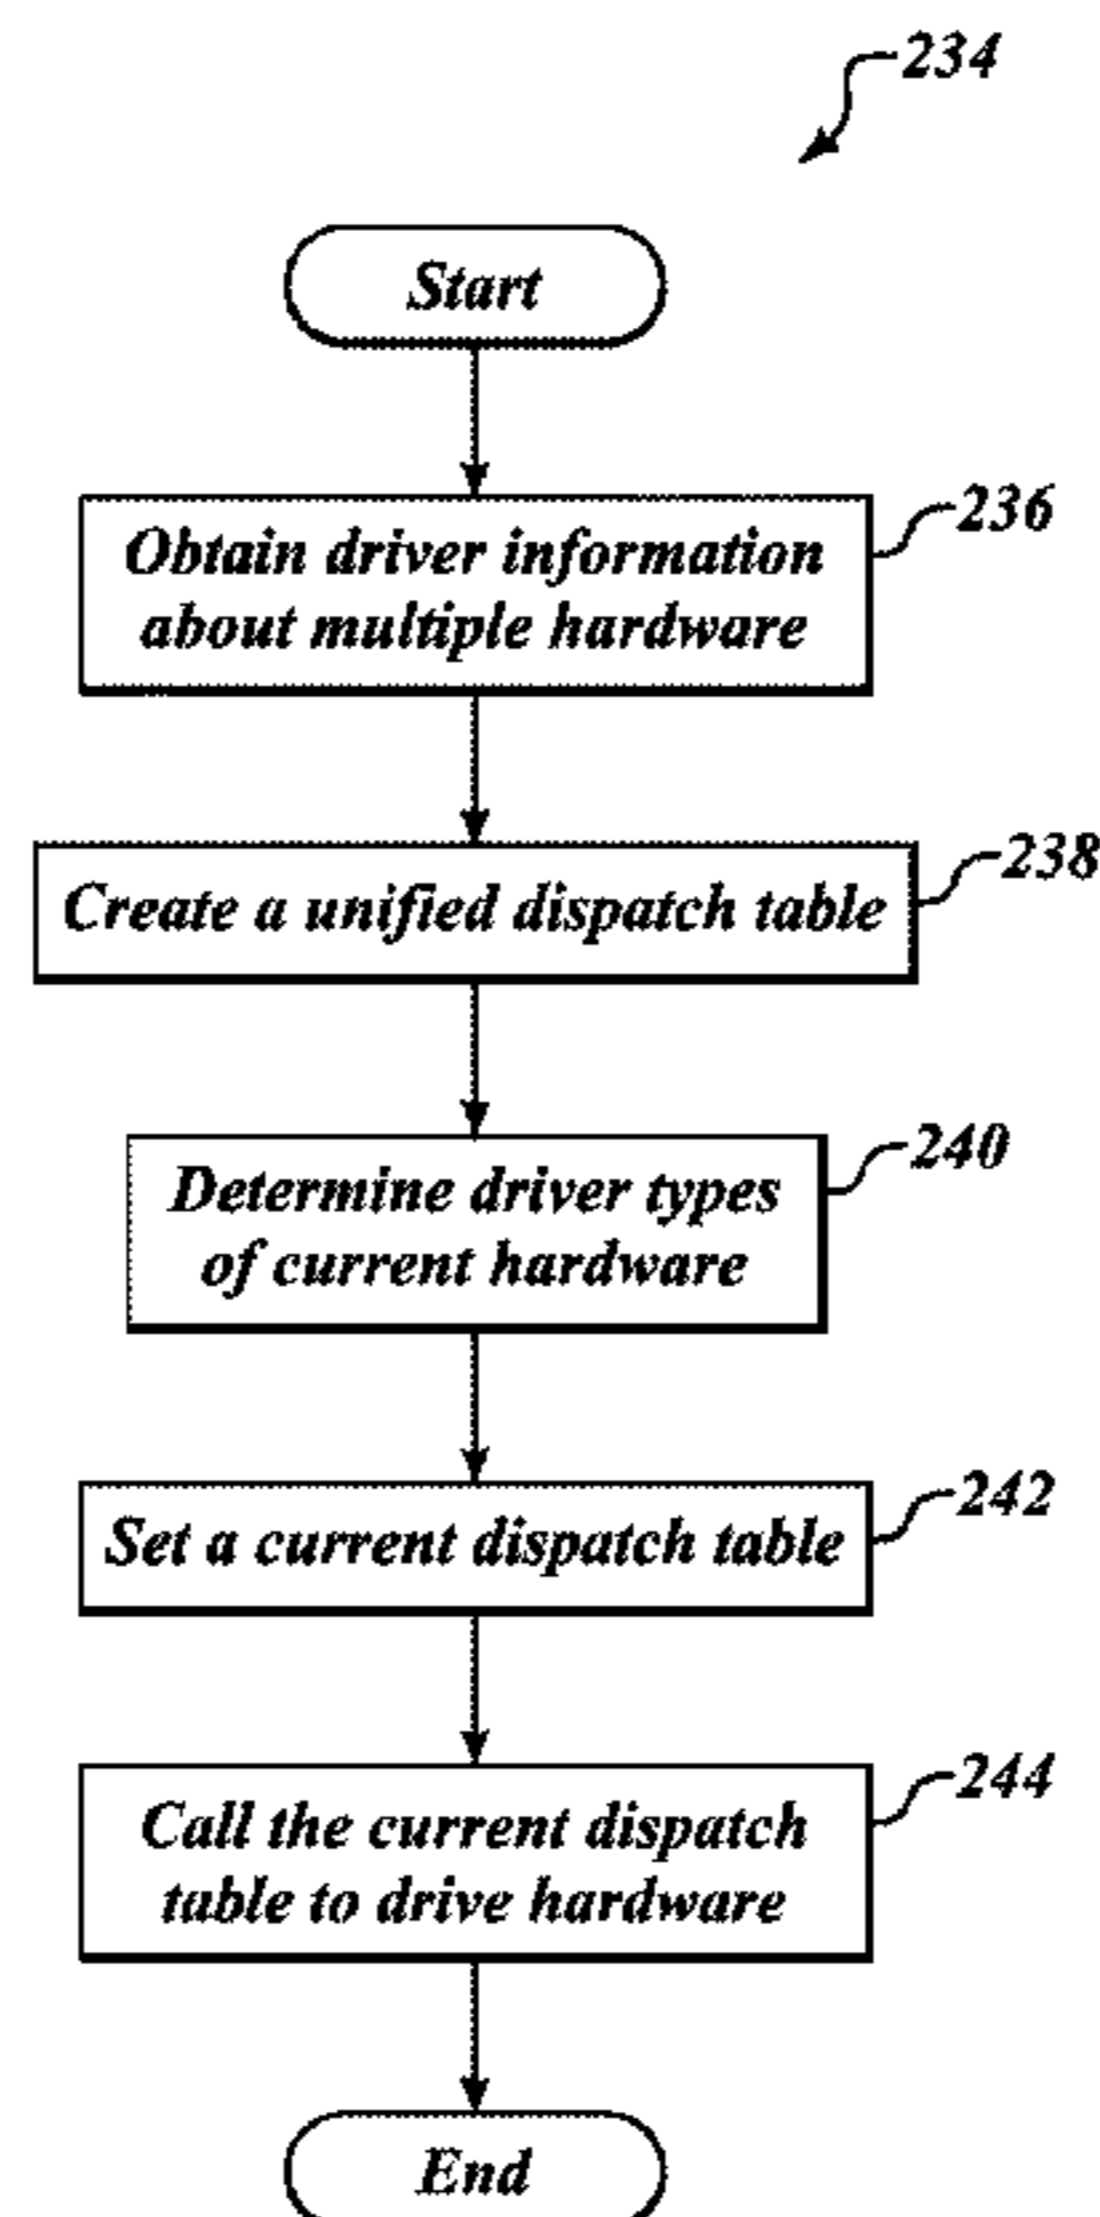 234
Start
236
Obtain driver information
about multiple hardware
238
Create a unified dispatch table
240
Determine driver types
of current hardware
242
Set a current dispatch table
244
Call the current dispatch
table to drive hardware
End